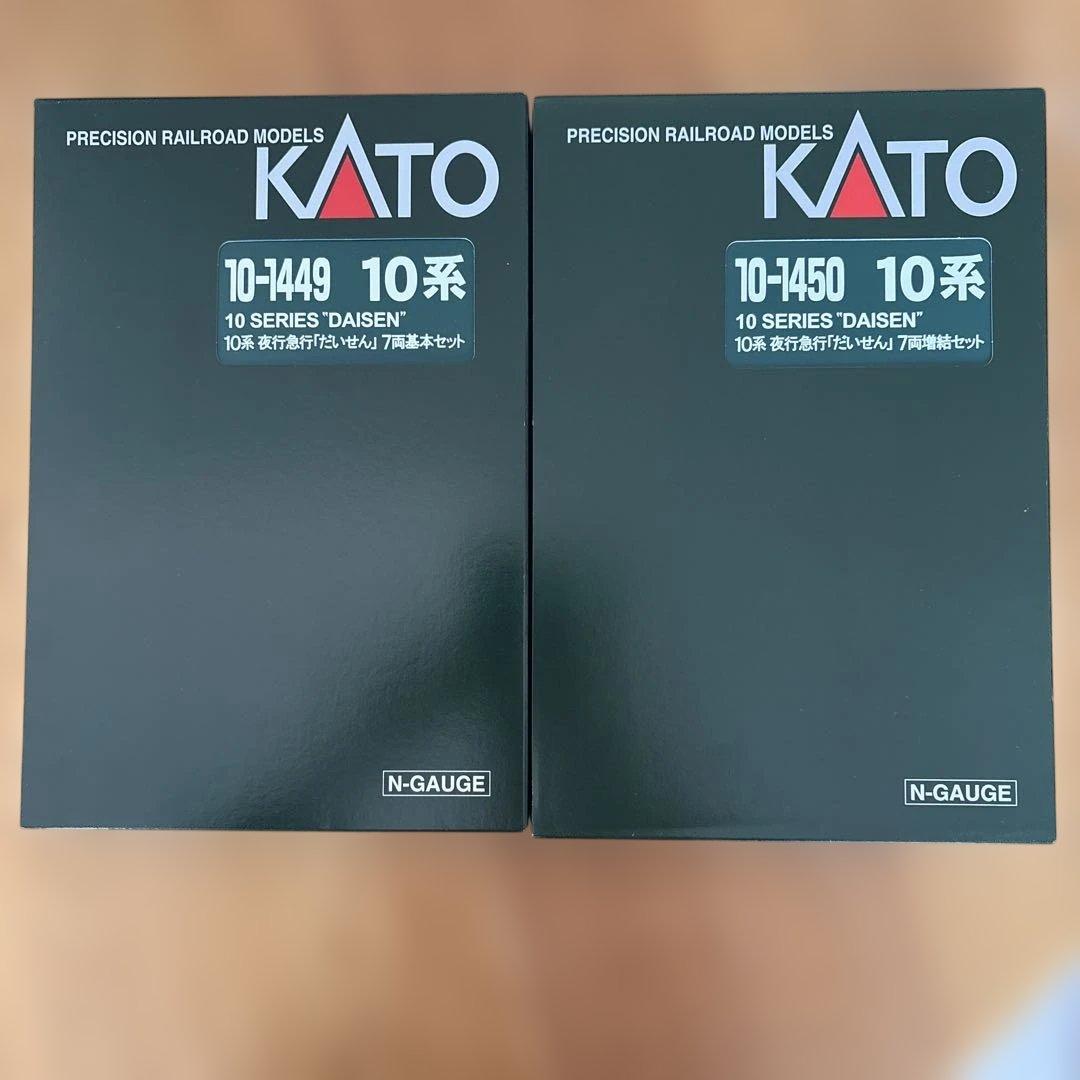 PRECISION RAILROAD MODELS
KATO
10-1449 10系
10 SERIES "DAISEN"
10系 夜行急行「だいせん」 7両基本セット
N-GAUGE
PRECISION RAILROAD MODELS
KATO
10-1450 10系
10 SERIES "DAISEN"
10系 夜行急行「だいせん」 7両増結セット
N-GAUGE